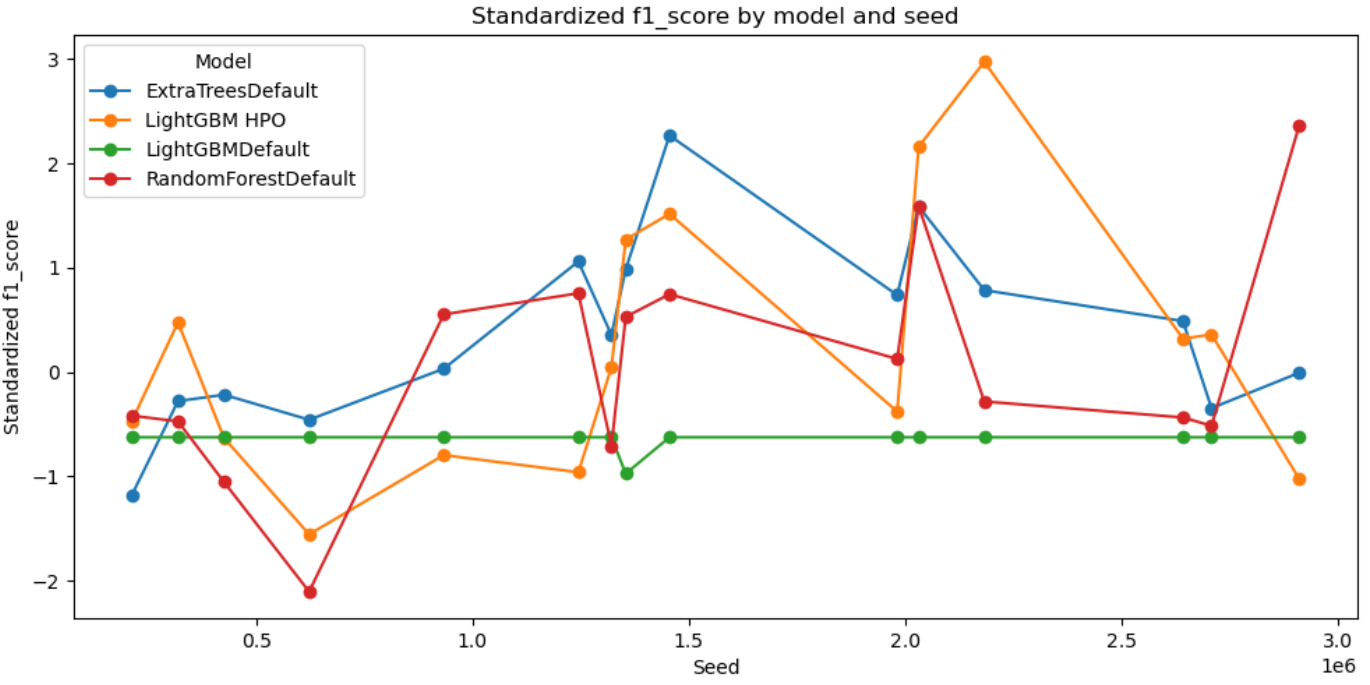 Standardized f1_score by model and seed
Model
ExtraTreesDefault
LightGBM HPO
LightGBMDefault
RandomForestDefault
Standardized f1_score
3
2
1
0
−1
−2
0.5 1.0 1.5 2.0 2.5 3.0
1e6
Seed